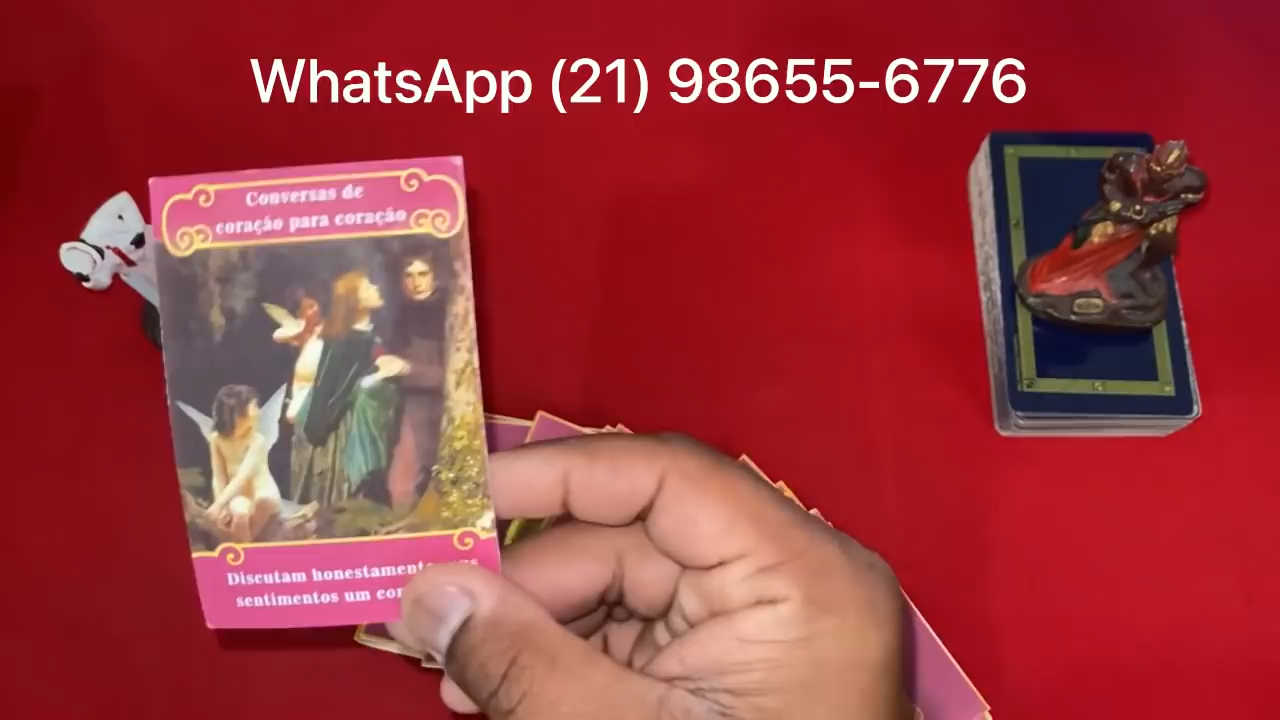 WhatsApp (21) 98655-6776
Conversas de
coração para coração
Discutam honestamente
sentimentos um